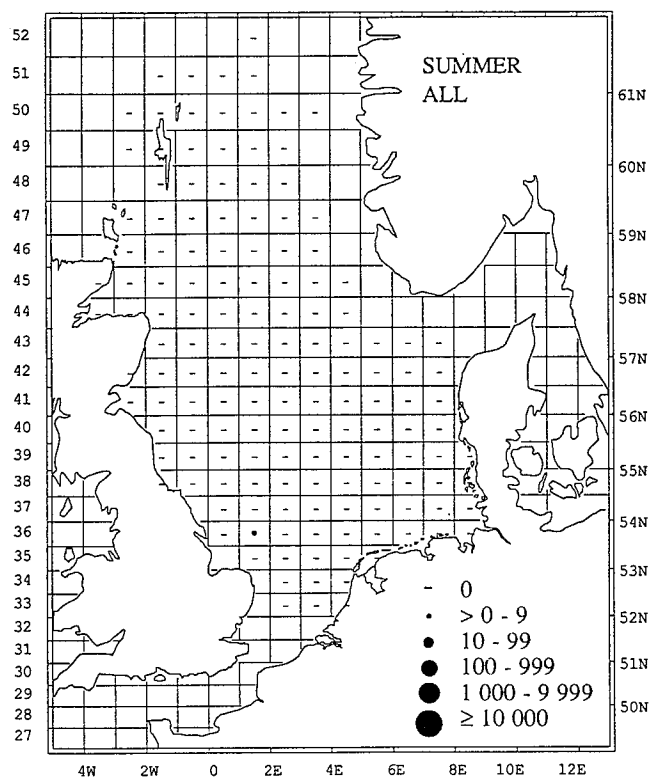 SUMMER
ALL
52
51
50
49
48
47
46
45
44
43
42
41
40
39
38
37
36
35
34
33
32
31
30
29
28
27
61N
60N
59N
58N
57N
56N
55N
54N
53N
52N
51N
50N
- 0
> 0 - 9
10 - 99
100 - 999
1 000 - 9 999
≥ 10 000
4W 2W 0 2E 4E 6E 8E 10E 12E